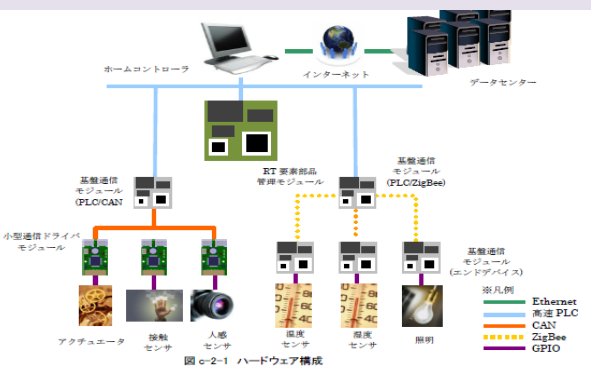 ホームコントローラ
インターネット
データセンター
RT 要素部品
管理モジュール
基盤通信
モジュール
(PLC/CAN
基盤通信
モジュール
(PLC/ZigBee)
小型通信ドライバ
モジュール
基盤通信
モジュール
(エンドデバイス)
アクチュエータ
接触
センサ
人感
センサ
温度
センサ
湿度
センサ
照明
※凡例
Ethernet
高速 PLC
CAN
ZigBee
GPIO
図 c-2-1 ハードウェア構成